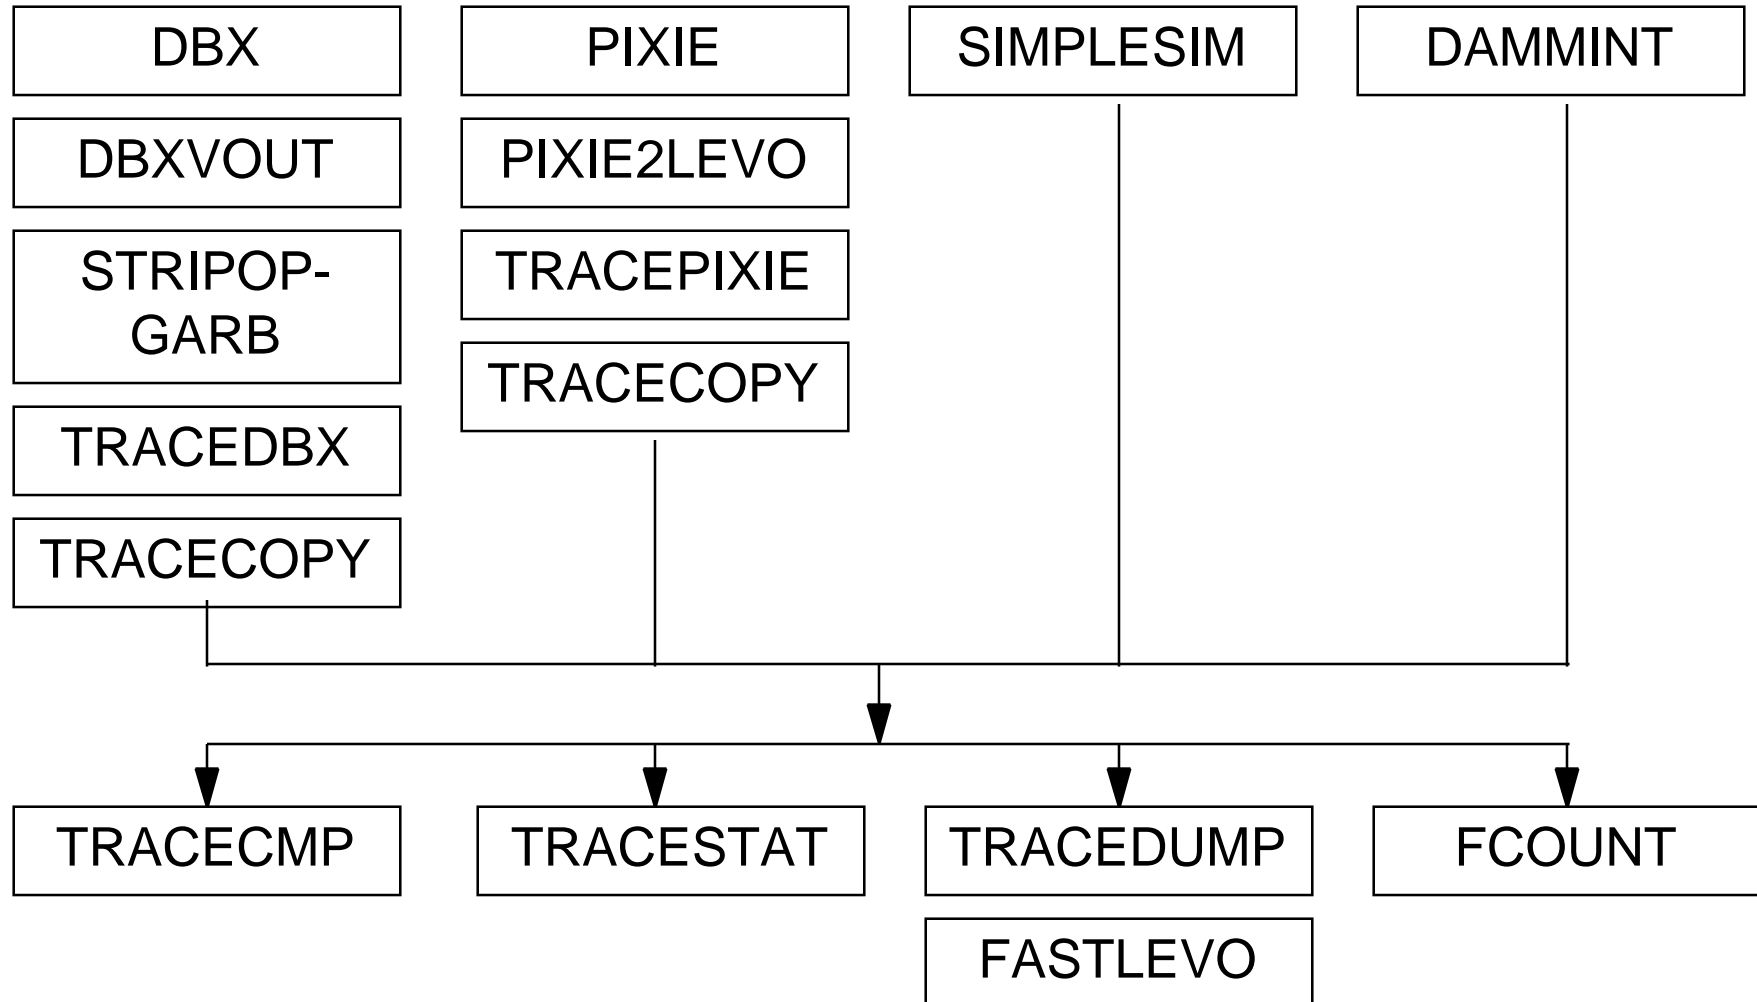 DBX
PIXIE
SIMPLESIM
DAMMINT
DBXVOUT
PIXIE2LEVO
STRIPOP-
GARB
TRACEPIXIE
TRACECOPY
TRACEDBX
TRACECOPY
TRACECMP
TRACESTAT
TRACEDUMP
FCOUNT
FASTLEVO